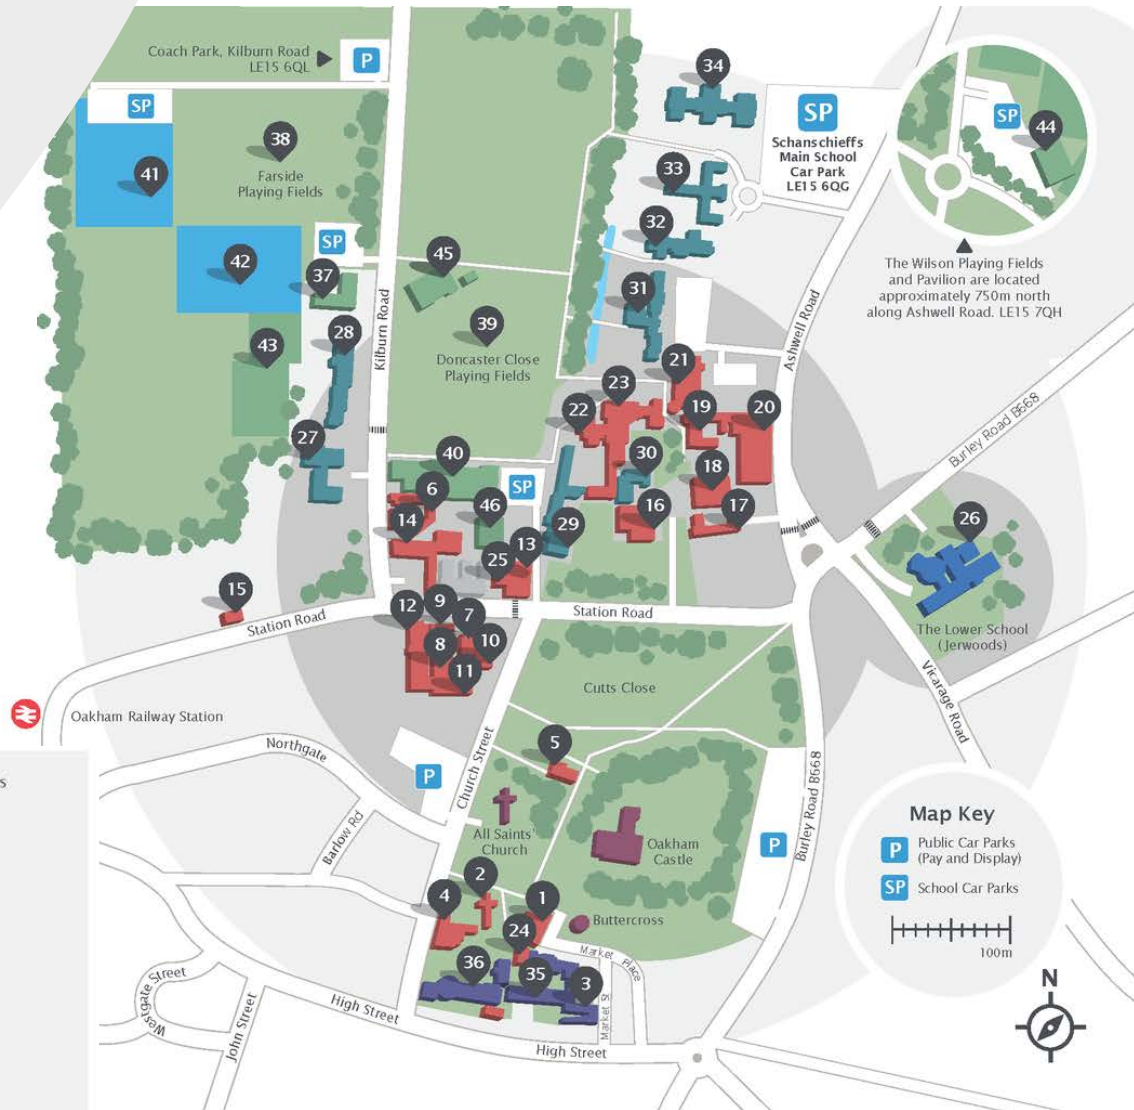 Coach Park, Kilburn Road
LE15 6QL
P
SP
34
SP
Schanschieffs
Main School
Car Park
LE15 6QG
SP
44
38
Farside
Playing Fields
41
33
32
SP
42
37
45
31
The Wilson Playing Fields
and Pavilion are located
approximately 750m north
along Ashwell Road. LE15 7QH
Kilburn Road
Ashwell Road
28
43
39
Doncaster Close
Playing Fields
21
23
22
19
20
Burley Road B668
27
40
30
18
6
SP
46
16
17
26
14
29
13
25
15
12
9
7
Station Road
Station Road
The Lower School
(Jerwoods)
8
10
11
Cutts Close
Vicarage Road
Oakham Railway Station
Northgate
5
Church Street
P
s
Burley Road B668
Barlow Rd
All Saints'
Church
Oakham
Castle
P
Map Key
P
Public Car Parks
(Pay and Display)
SP
School Car Parks
100m
2
4
1
24
Buttercross
Market Place
36
35
3
Market St
Westgate Street
John Street
High Street
High Street
N